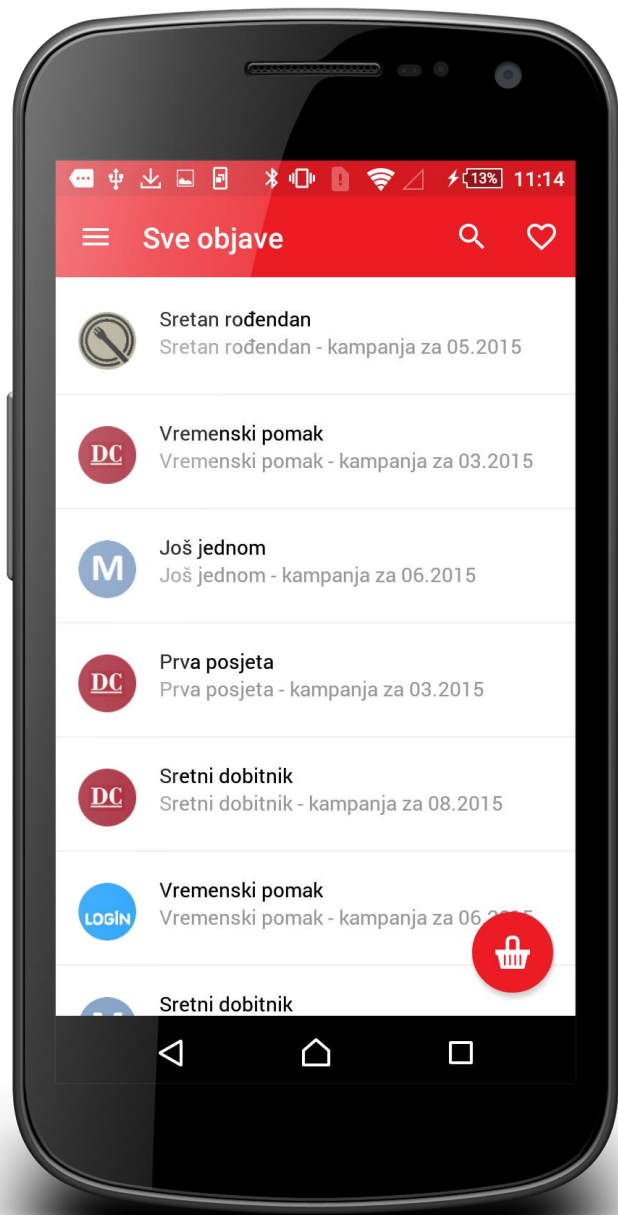 13% 11:14
Sve objave
Sretan rođendan
Sretan rođendan - kampanja za 05.2015
DC
Vremenski pomak
Vremenski pomak - kampanja za 03.2015
M
Još jednom
Još jednom - kampanja za 06.2015
DC
Prva posjeta
Prva posjeta - kampanja za 03.2015
DC
Sretni dobitnik
Sretni dobitnik - kampanja za 08.2015
LOGIN
Vremenski pomak
Vremenski pomak - kampanja za 06.2015
Sretni dobitnik